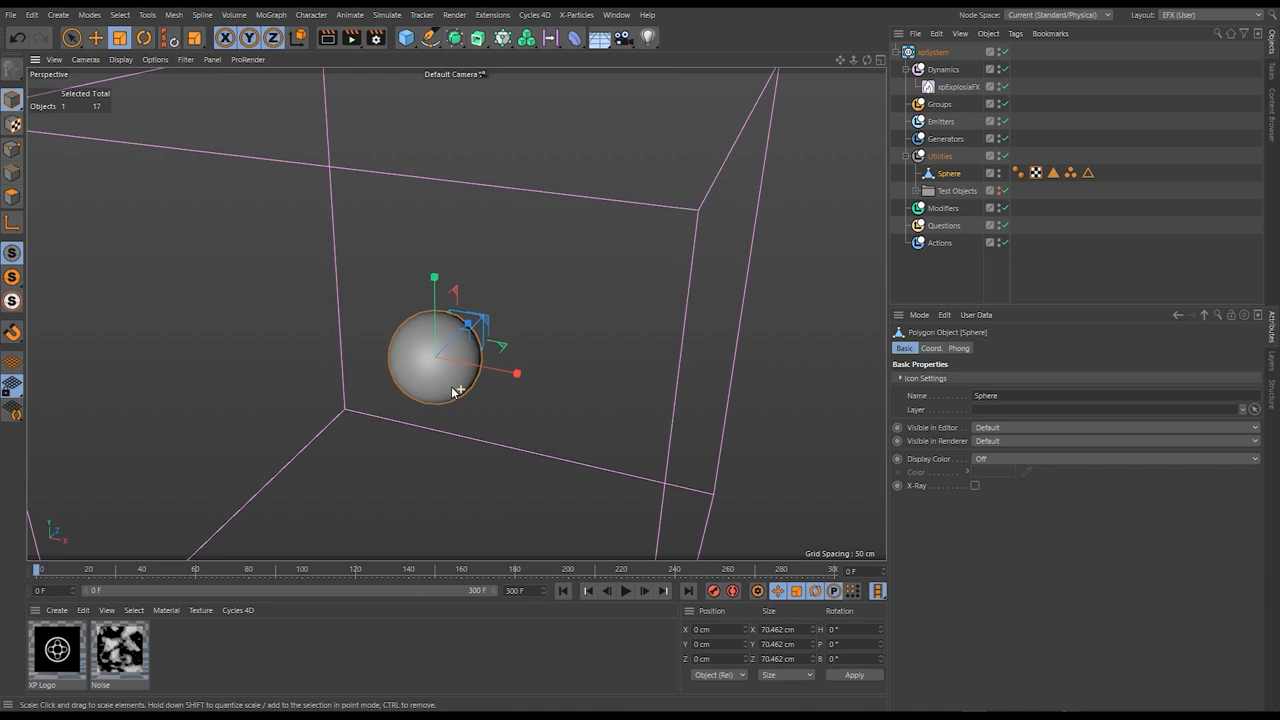 File Edit Create Modes Select Tools Mesh Spline Volume MoGraph Character Animate Simulate Tracker Render Extensions Cycles 4D X-Particles Window Help Node Space: Current (Standard/Physical) Layout: EFX (User)
X Y Z
File Edit View Object Tags Bookmarks
xpSystem
Dynamics
xpExplosiaFX
Groups
Emitters
Generators
Utilities
Sphere
Test Objects
Modifiers
Questions
Actions
Objects
Takes
Content Browser
View Cameras Display Options Filter Panel ProRender
Perspective
Default Camera
Selected Total
Objects 1 17
Y
Z
X
Grid Spacing : 50 cm
Mode Edit User Data
Polygon Object [Sphere]
Basic Coord. Phong
Basic Properties
Icon Settings
Name Sphere
Layer
Visible in Editor Default
Visible in Renderer Default
Display Color Off
Color
X-Ray
Attributes
Layers
Structure
0 20 40 60 80 100 120 140 160 180 200 220 240 260 280 30 0 F
0 F 0 F 300 F 300 F
Create Edit View Select Material Texture Cycles 4D
XP Logo
Noise
Position Size Rotation
X 0 cm X 70.462 cm H 0 °
Y 0 cm Y 70.462 cm P 0 °
Z 0 cm Z 70.462 cm B 0 °
Object (Rel) Size Apply
Scale: Click and drag to scale elements. Hold down SHIFT to quantize scale / add to the selection in point mode, CTRL to remove.